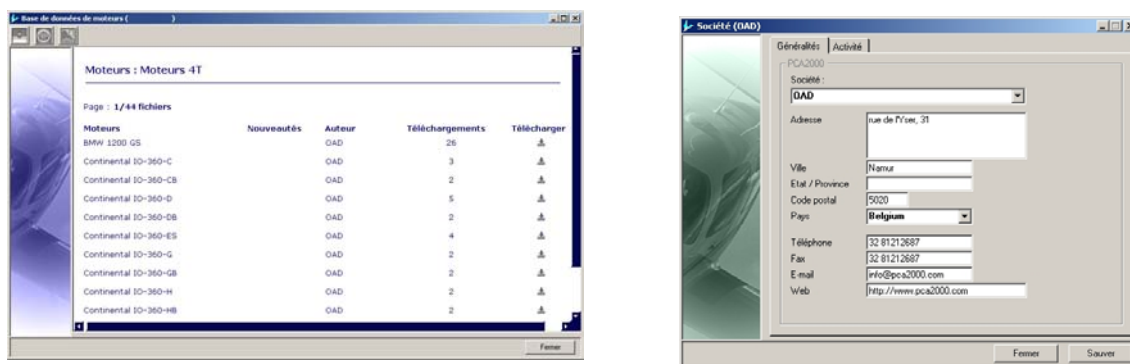 Base de données de moteurs ( )
Moteurs : Moteurs 4T
Page : 1/44 fichiers
Moteurs Nouveautés Auteur Téléchargements Télécharger
BMW 1200 GS OAD 26
Continental IO-360-C OAD 3
Continental IO-360-CB OAD 2
Continental IO-360-D OAD 5
Continental IO-360-DB OAD 2
Continental IO-360-ES OAD 4
Continental IO-360-G OAD 2
Continental IO-360-GB OAD 2
Continental IO-360-H OAD 2
Continental IO-360-HB OAD 2
Fermer
Société (OAD)
Généralités Activité
PCA2000
Société :
OAD
Adresse rue de l'Yser, 31
Ville Namur
Etat / Province
Code postal 5020
Pays Belgium
Téléphone 32 81212687
Fax 32 81212687
E-mail info@pca2000.com
Web http://www.pca2000.com
Fermer Sauver